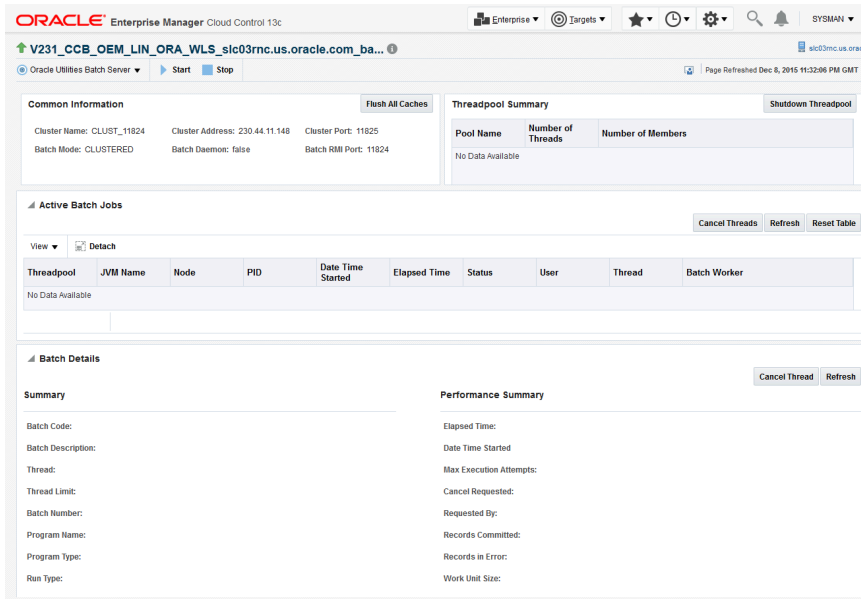 ORACLE Enterprise Manager Cloud Control 13c
Enterprise Targets SYSMAN
V231_CCB_OEM_LIN_ORA_WLS_slc03rnc.us.oracle.com_ba...
slc03rnc.us.orac
Oracle Utilities Batch Server Start Stop
Page Refreshed Dec 8, 2015 11:32:06 PM GMT
Common Information
Flush All Caches
Cluster Name: CLUST_11824 Cluster Address: 230.44.11.148 Cluster Port: 11825
Batch Mode: CLUSTERED Batch Daemon: false Batch RMI Port: 11824
Threadpool Summary
Shutdown Threadpool
Pool Name Number of Threads Number of Members
No Data Available
Active Batch Jobs
Cancel Threads Refresh Reset Table
View Detach
Threadpool JVM Name Node PID Date Time Started Elapsed Time Status User Thread Batch Worker
No Data Available
Batch Details
Cancel Thread Refresh
Summary
Batch Code:
Batch Description:
Thread:
Thread Limit:
Batch Number:
Program Name:
Program Type:
Run Type:
Performance Summary
Elapsed Time:
Date Time Started
Max Execution Attempts:
Cancel Requested:
Requested By:
Records Committed:
Records in Error:
Work Unit Size: